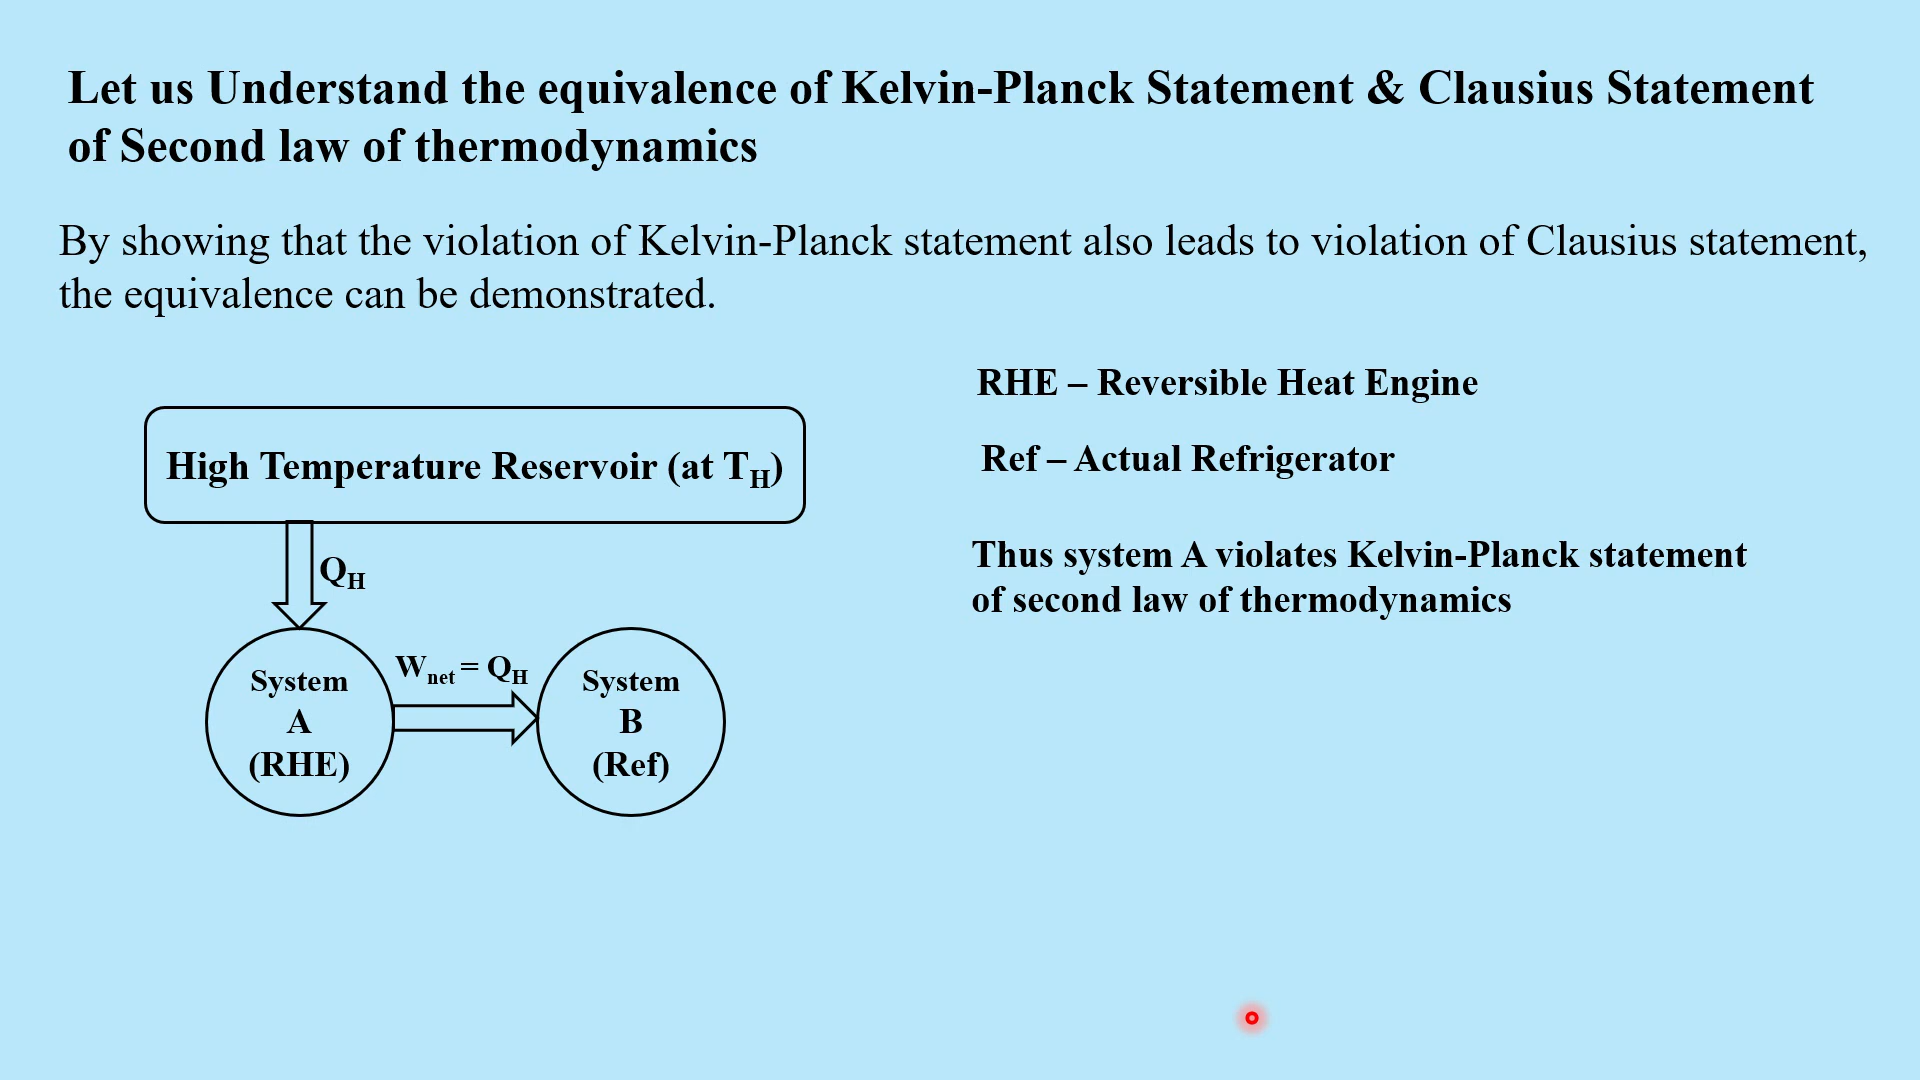 Let us Understand the equivalence of Kelvin-Planck Statement & Clausius Statement
of Second law of thermodynamics
By showing that the violation of Kelvin-Planck statement also leads to violation of Clausius statement,
the equivalence can be demonstrated.
RHE – Reversible Heat Engine
Ref – Actual Refrigerator
Thus system A violates Kelvin-Planck statement
of second law of thermodynamics
High Temperature Reservoir (at TH)
QH
Wnet = QH
System
A
(RHE)
System
B
(Ref)